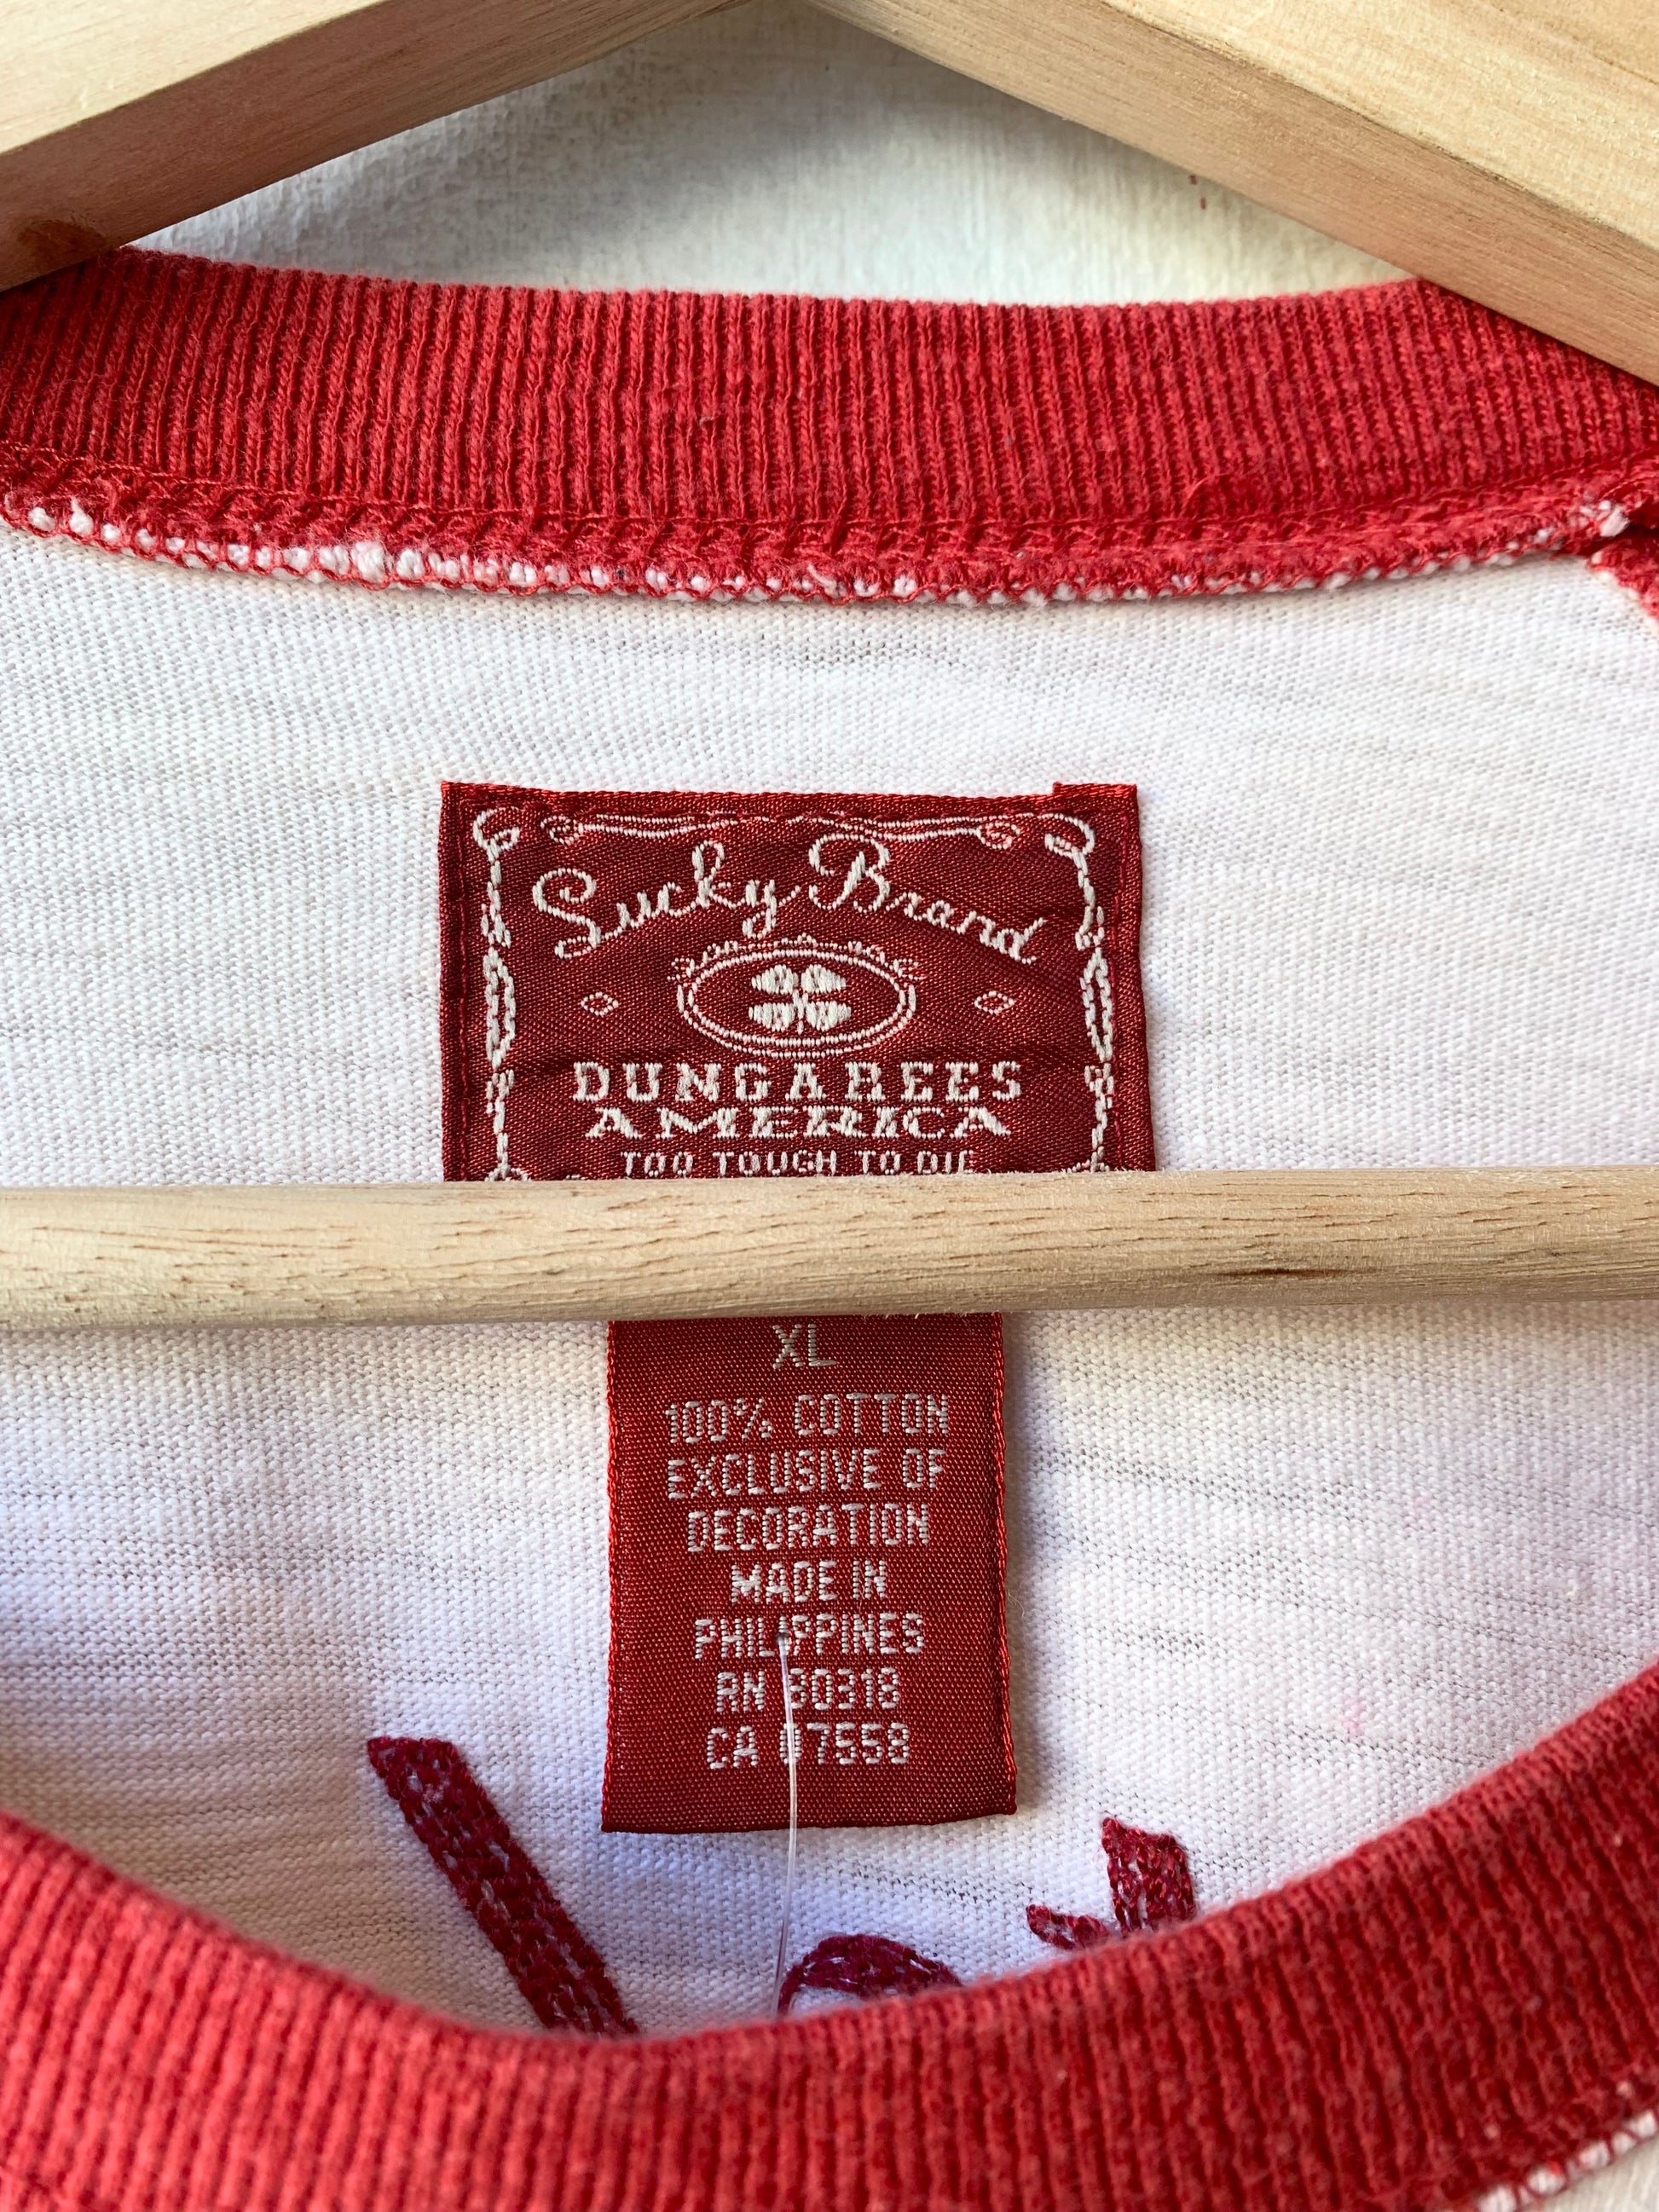 Lucky Brand
DUNGAREES
AMERICA
TOO TOUGH TO DIE
XL
100% COTTON
EXCLUSIVE OF
DECORATION
MADE IN
PHILIPPINES
RN 80318
CA 07558